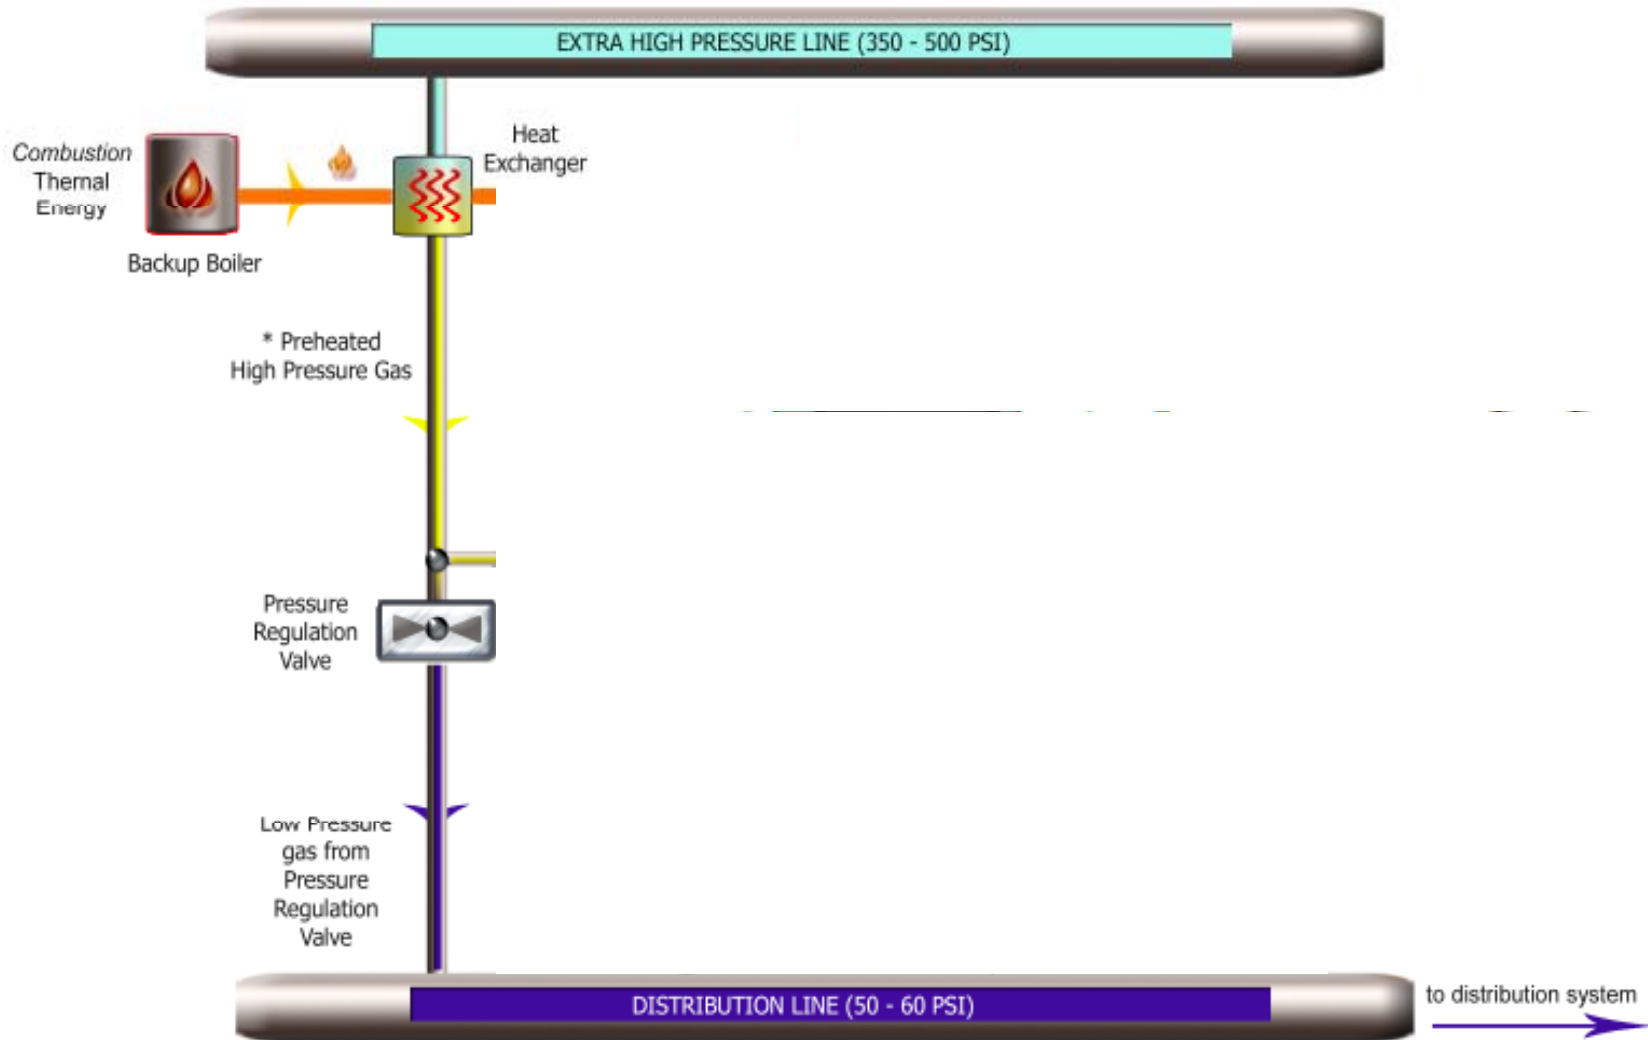 EXTRA HIGH PRESSURE LINE (350 - 500 PSI)
Combustion
Thernal
Energy
Heat
Exchanger
Backup Boiler
* Preheated
High Pressure Gas
Pressure
Regulation
Valve
Low Pressure
gas from
Pressure
Regulation
Valve
DISTRIBUTION LINE (50 - 60 PSI)
to distribution system